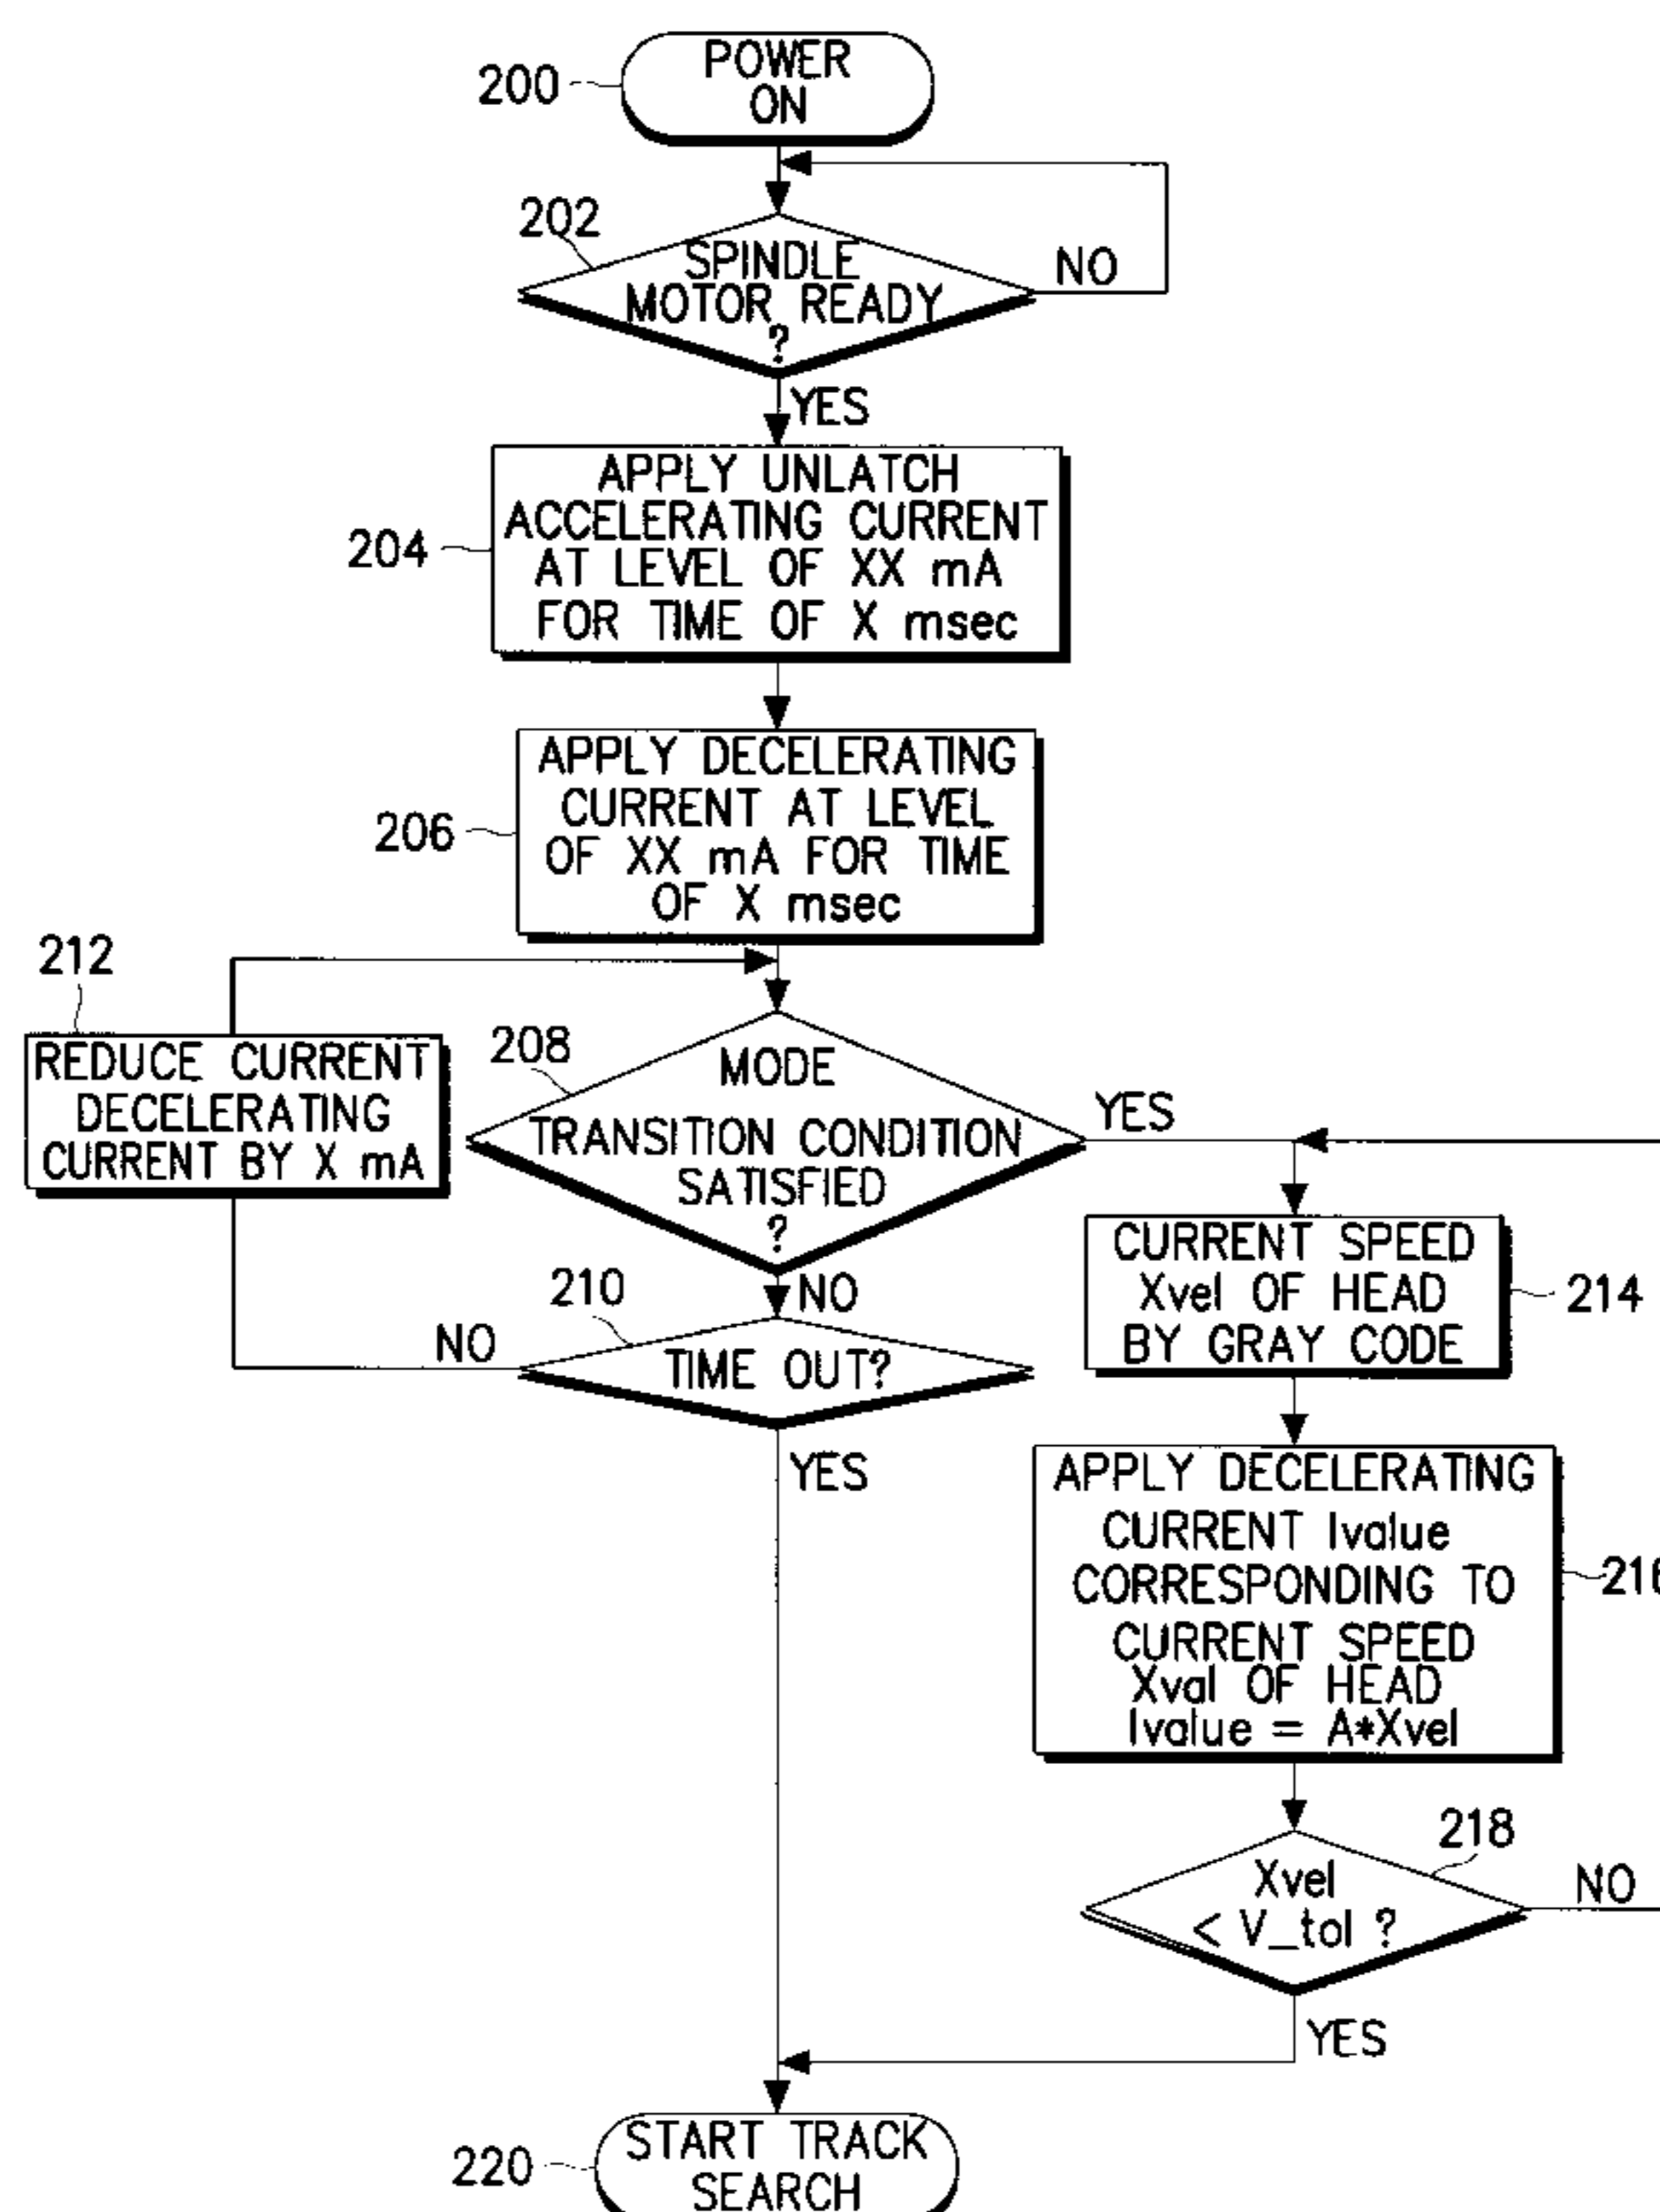 200
POWER
ON
202
SPINDLE
MOTOR READY
?
NO
YES
204
APPLY UNLATCH
ACCELERATING CURRENT
AT LEVEL OF XX mA
FOR TIME OF X msec
206
APPLY DECELERATING
CURRENT AT LEVEL
OF XX mA FOR TIME
OF X msec
212
REDUCE CURRENT
DECELERATING
CURRENT BY X mA
208
MODE
TRANSITION CONDITION
SATISFIED
?
YES
NO
210
TIME OUT?
NO
YES
CURRENT SPEED
Xvel OF HEAD
BY GRAY CODE
214
APPLY DECELERATING
CURRENT Ivalue
CORRESPONDING TO
CURRENT SPEED
Xval OF HEAD
Ivalue = A*Xvel
216
218
Xvel
< V_tol ?
NO
YES
220
START TRACK
SEARCH